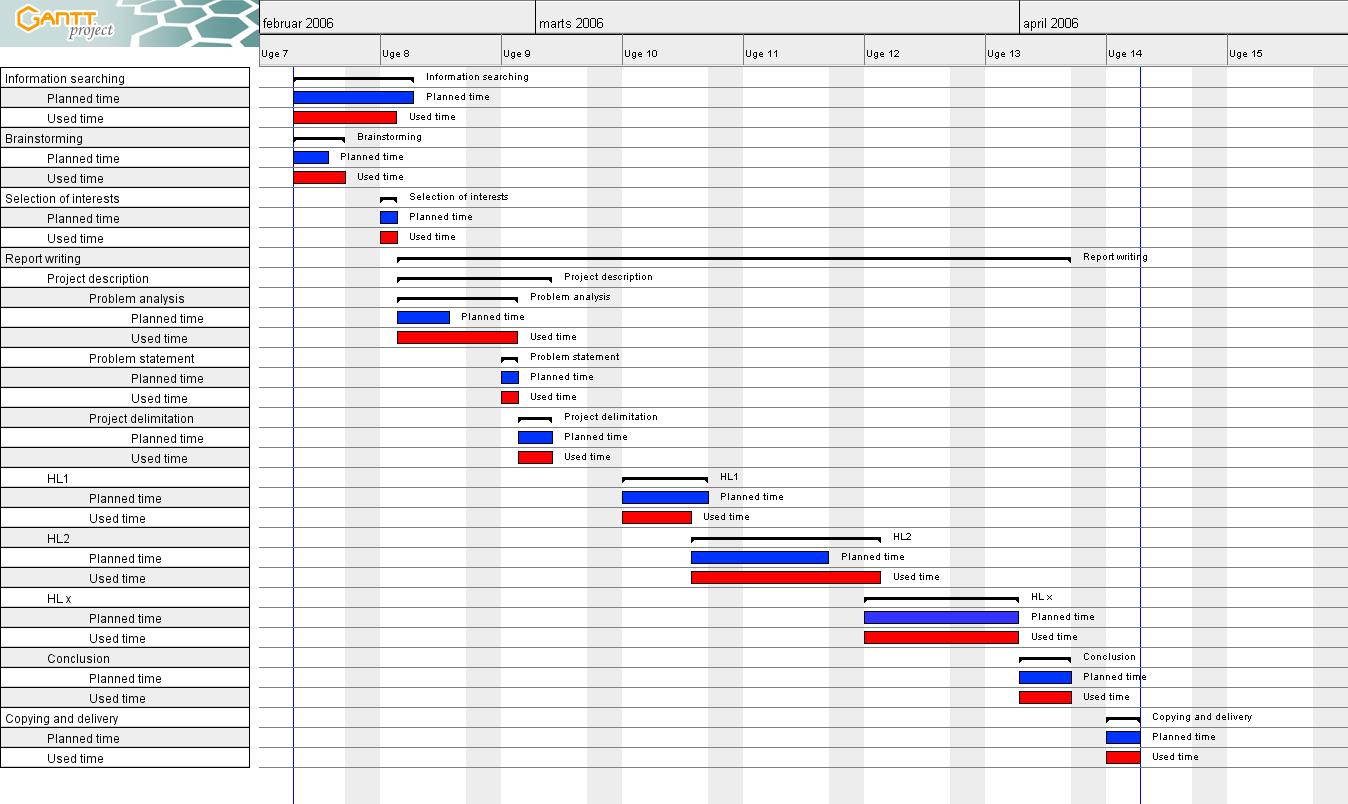 GANTT
project
februar 2006
marts 2006
april 2006
Uge 7
Uge 8
Uge 9
Uge 10
Uge 11
Uge 12
Uge 13
Uge 14
Uge 15
Information searching
Information searching
Planned time
Planned time
Used time
Used time
Brainstorming
Brainstorming
Planned time
Planned time
Used time
Used time
Selection of interests
Selection of interests
Planned time
Planned time
Used time
Used time
Report writing
Report writing
Project description
Project description
Problem analysis
Problem analysis
Planned time
Planned time
Used time
Used time
Problem statement
Problem statement
Planned time
Planned time
Used time
Used time
Project delimitation
Project delimitation
Planned time
Planned time
Used time
Used time
HL1
HL1
Planned time
Planned time
Used time
Used time
HL2
HL2
Planned time
Planned time
Used time
Used time
HL x
HL x
Planned time
Planned time
Used time
Used time
Conclusion
Conclusion
Planned time
Planned time
Used time
Used time
Copying and delivery
Copying and delivery
Planned time
Planned time
Used time
Used time